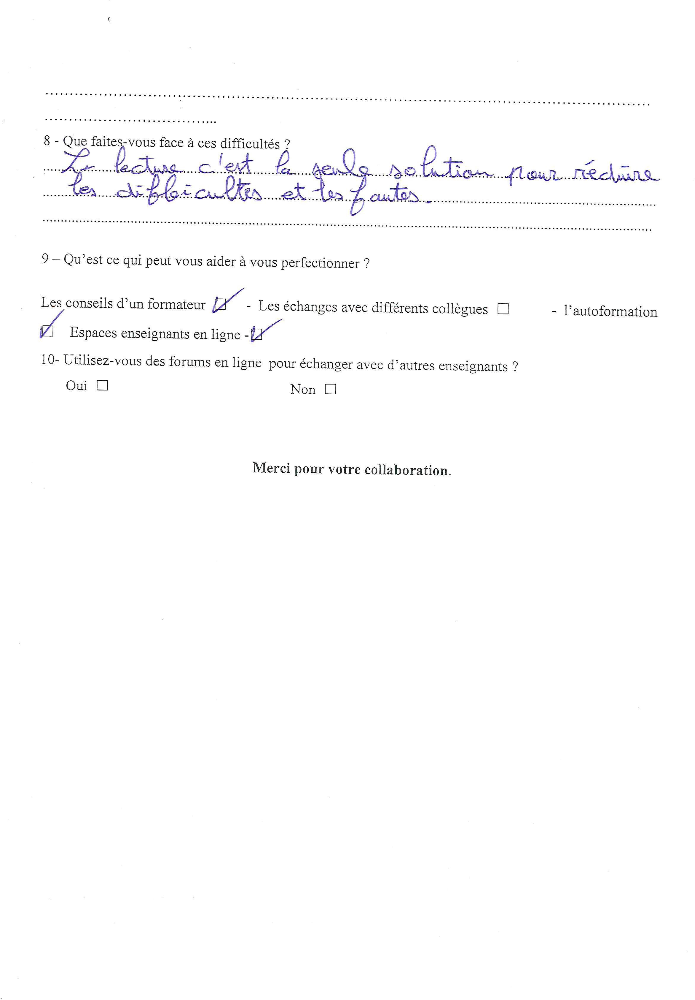 ........................................................................................................................
....................................
8 - Que faites-vous face à ces difficultés ?
La lecture c'est la seule solution pour réduire
les difficultés et les fautes.
........................................................................................................................
9 – Qu'est ce qui peut vous aider à vous perfectionner ?
Les conseils d'un formateur ☑ - Les échanges avec différents collègues ☐ - l'autoformation
☑ Espaces enseignants en ligne -☑
10- Utilisez-vous des forums en ligne pour échanger avec d'autres enseignants ?
Oui ☐ Non ☐
Merci pour votre collaboration.